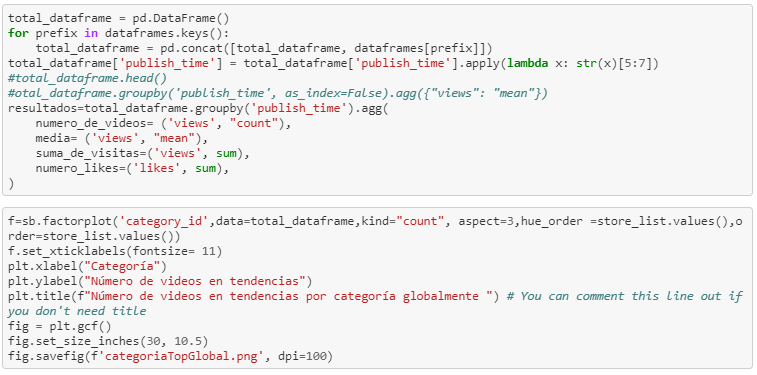 total_dataframe = pd.DataFrame()
for prefix in dataframes.keys():
    total_dataframe = pd.concat([total_dataframe, dataframes[prefix]])
total_dataframe['publish_time'] = total_dataframe['publish_time'].apply(lambda x: str(x)[5:7])
#total_dataframe.head()
#otal_dataframe.groupby('publish_time', as_index=False).agg({"views": "mean"})
resultados=total_dataframe.groupby('publish_time').agg(
    numero_de_videos= ('views', "count"),
    media= ('views', "mean"),
    suma_de_visitas=('views', sum),
    numero_likes=('likes', sum),
)
f=sb.factorplot('category_id',data=total_dataframe,kind="count", aspect=3,hue_order =store_list.values(),o
rder=store_list.values())
f.set_xticklabels(fontsize= 11)
plt.xlabel("Categoría")
plt.ylabel("Número de videos en tendencias")
plt.title(f"Número de videos en tendencias por categoría globalmente ") # You can comment this line out if
you don't need title
fig = plt.gcf()
fig.set_size_inches(30, 10.5)
fig.savefig(f'categoriaTopGlobal.png', dpi=100)